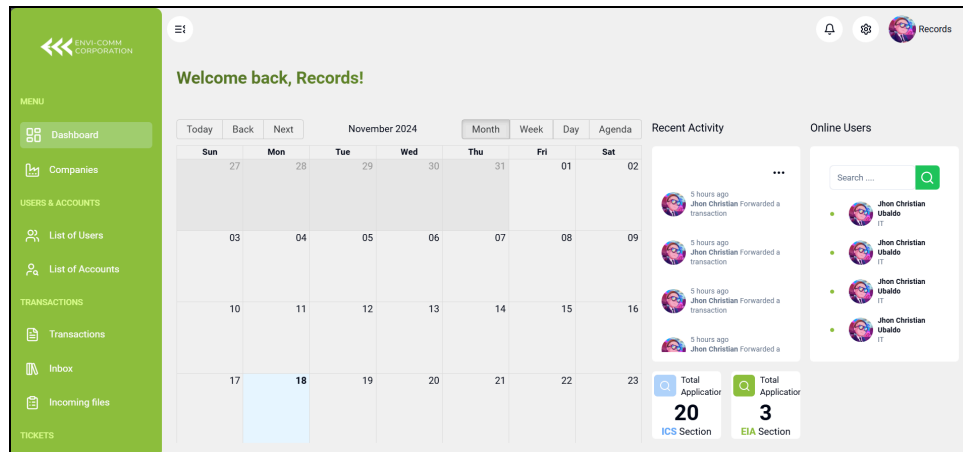 ENVI-COMM
CORPORATION
Records
Welcome back, Records!
MENU
Dashboard
Companies
USERS & ACCOUNTS
List of Users
List of Accounts
TRANSACTIONS
Transactions
Inbox
Incoming files
TICKETS
Today Back Next November 2024 Month Week Day Agenda
Sun Mon Tue Wed Thu Fri Sat
27 28 29 30 31 01 02
03 04 05 06 07 08 09
10 11 12 13 14 15 16
17 18 19 20 21 22 23
Recent Activity
5 hours ago
Jhon Christian Forwarded a
transaction
5 hours ago
Jhon Christian Forwarded a
transaction
5 hours ago
Jhon Christian Forwarded a
transaction
5 hours ago
Jhon Christian Forwarded a
Total
Application
20
ICS Section
Total
Application
3
EIA Section
Online Users
Search ....
Jhon Christian
Ubaldo
IT
Jhon Christian
Ubaldo
IT
Jhon Christian
Ubaldo
IT
Jhon Christian
Ubaldo
IT